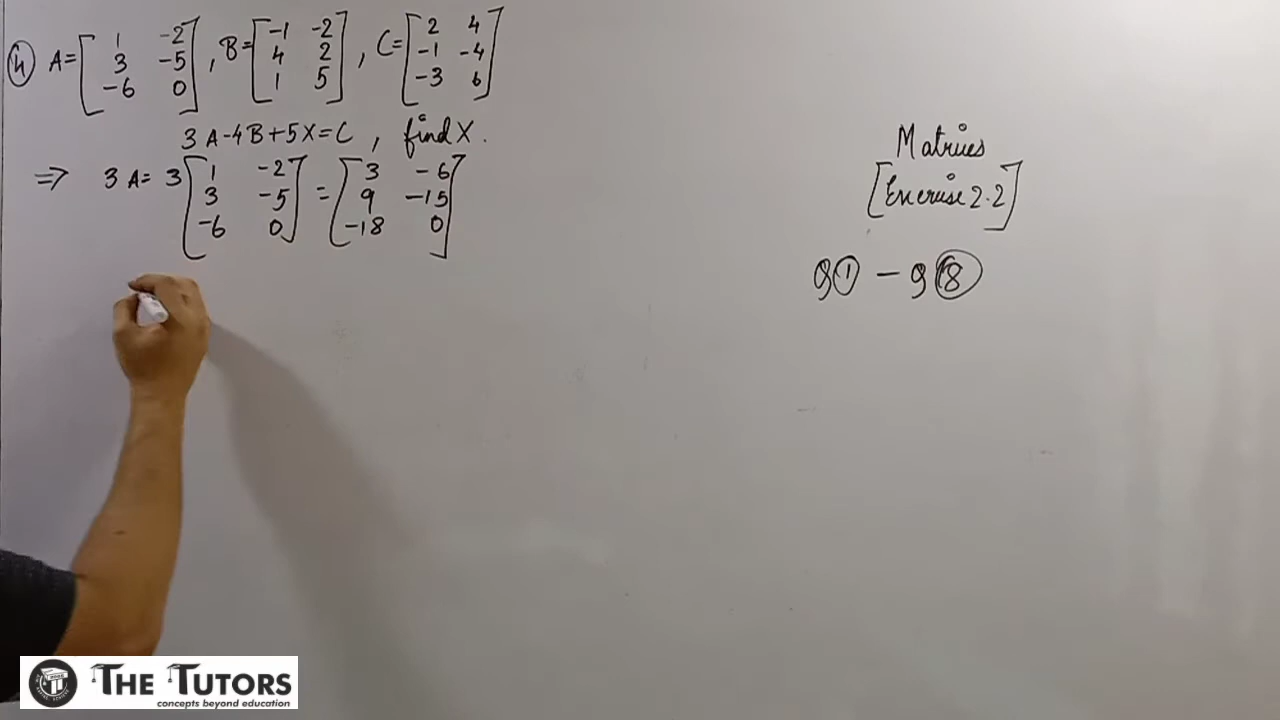 ④ A = [1 -2; 3 -5; -6 0], B = [-1 -2; 4 2; 1 5], C = [2 4; -1 -4; -3 6]
3A-4B+5X=C, find X.
⇒ 3A = 3[1 -2; 3 -5; -6 0] = [3 -6; 9 -15; -18 0]
Matrices
[Exercise 2.2]
Q① - Q⑱
THE TUTORS
concepts beyond education